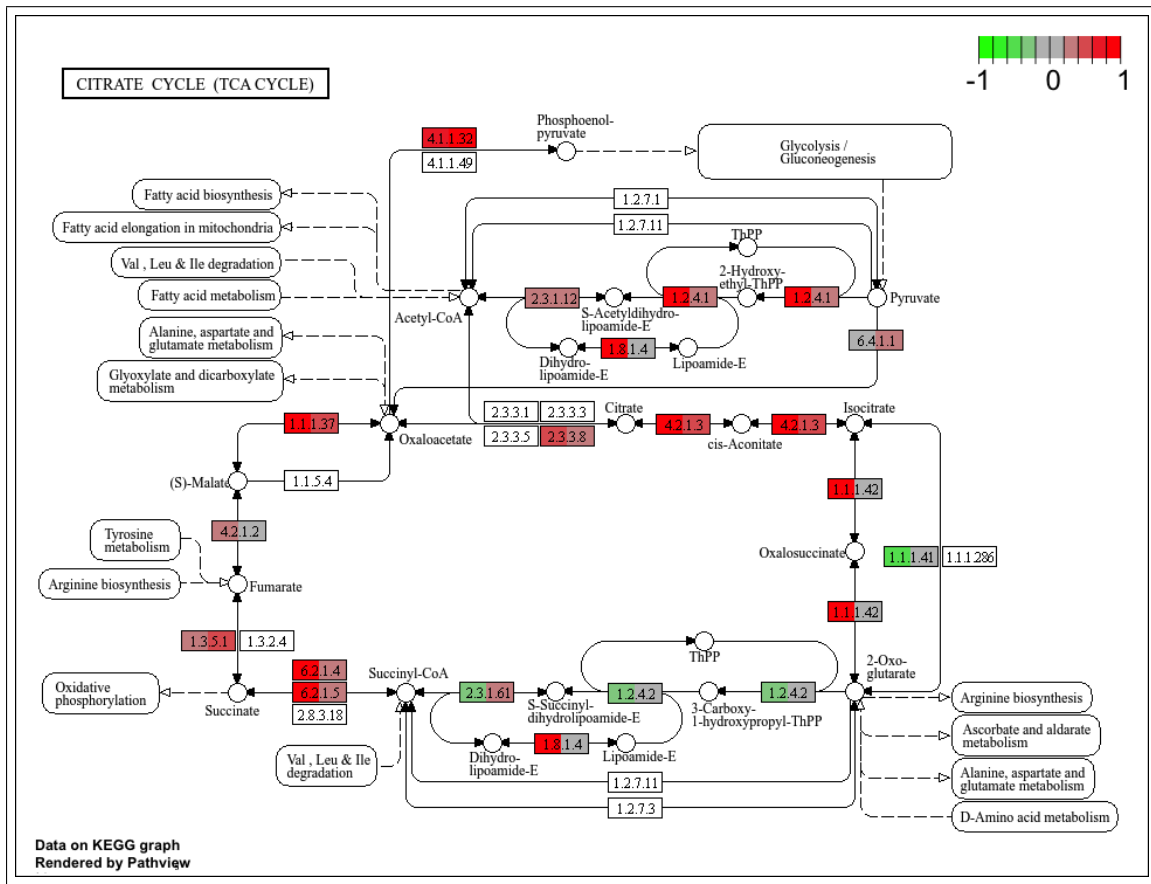 -1 0 1
CITRATE CYCLE (TCA CYCLE)
Phosphoenol-
pyruvate
4.1.1.32
4.1.1.49
Glycolysis /
Gluconeogenesis
Fatty acid biosynthesis
Fatty acid elongation in mitochondria
Val , Leu & Ile degradation
Fatty acid metabolism
Alanine, aspartate and
glutamate metabolism
Glyoxylate and dicarboxylate
metabolism
1.2.7.1
1.2.7.11
ThPP
2-Hydroxy-
ethyl-ThPP
2.3.1.12
1.2.4.1
1.2.4.1
Acetyl-CoA
S-Acetyldihydro-
lipoamide-E
Pyruvate
1.8.1.4
6.4.1.1
Dihydro-
lipoamide-E
Lipoamide-E
1.1.1.37
Oxaloacetate
2.3.3.1
2.3.3.3
2.3.3.5
2.3.3.8
Citrate
4.2.1.3
cis-Aconitate
4.2.1.3
Isocitrate
(S)-Malate
1.1.5.4
1.1.1.42
4.2.1.2
Tyrosine
metabolism
Oxalosuccinate
1.1.1.41
1.1.1.286
Arginine biosynthesis
Fumarate
1.1.1.42
1.3.5.1
1.3.2.4
ThPP
2-Oxo-
glutarate
6.2.1.4
6.2.1.5
2.8.3.18
Succinyl-CoA
Oxidative
phosphorylation
Succinate
2.3.1.61
1.2.4.2
1.2.4.2
S-Succinyl-
dihydrolipoamide-E
3-Carboxy-
1-hydroxypropyl-ThPP
Arginine biosynthesis
Ascorbate and aldarate
metabolism
1.8.1.4
Dihydro-
lipoamide-E
Lipoamide-E
Val , Leu & Ile
degradation
Alanine, aspartate and
glutamate metabolism
1.2.7.11
1.2.7.3
D-Amino acid metabolism
Data on KEGG graph
Rendered by Pathview